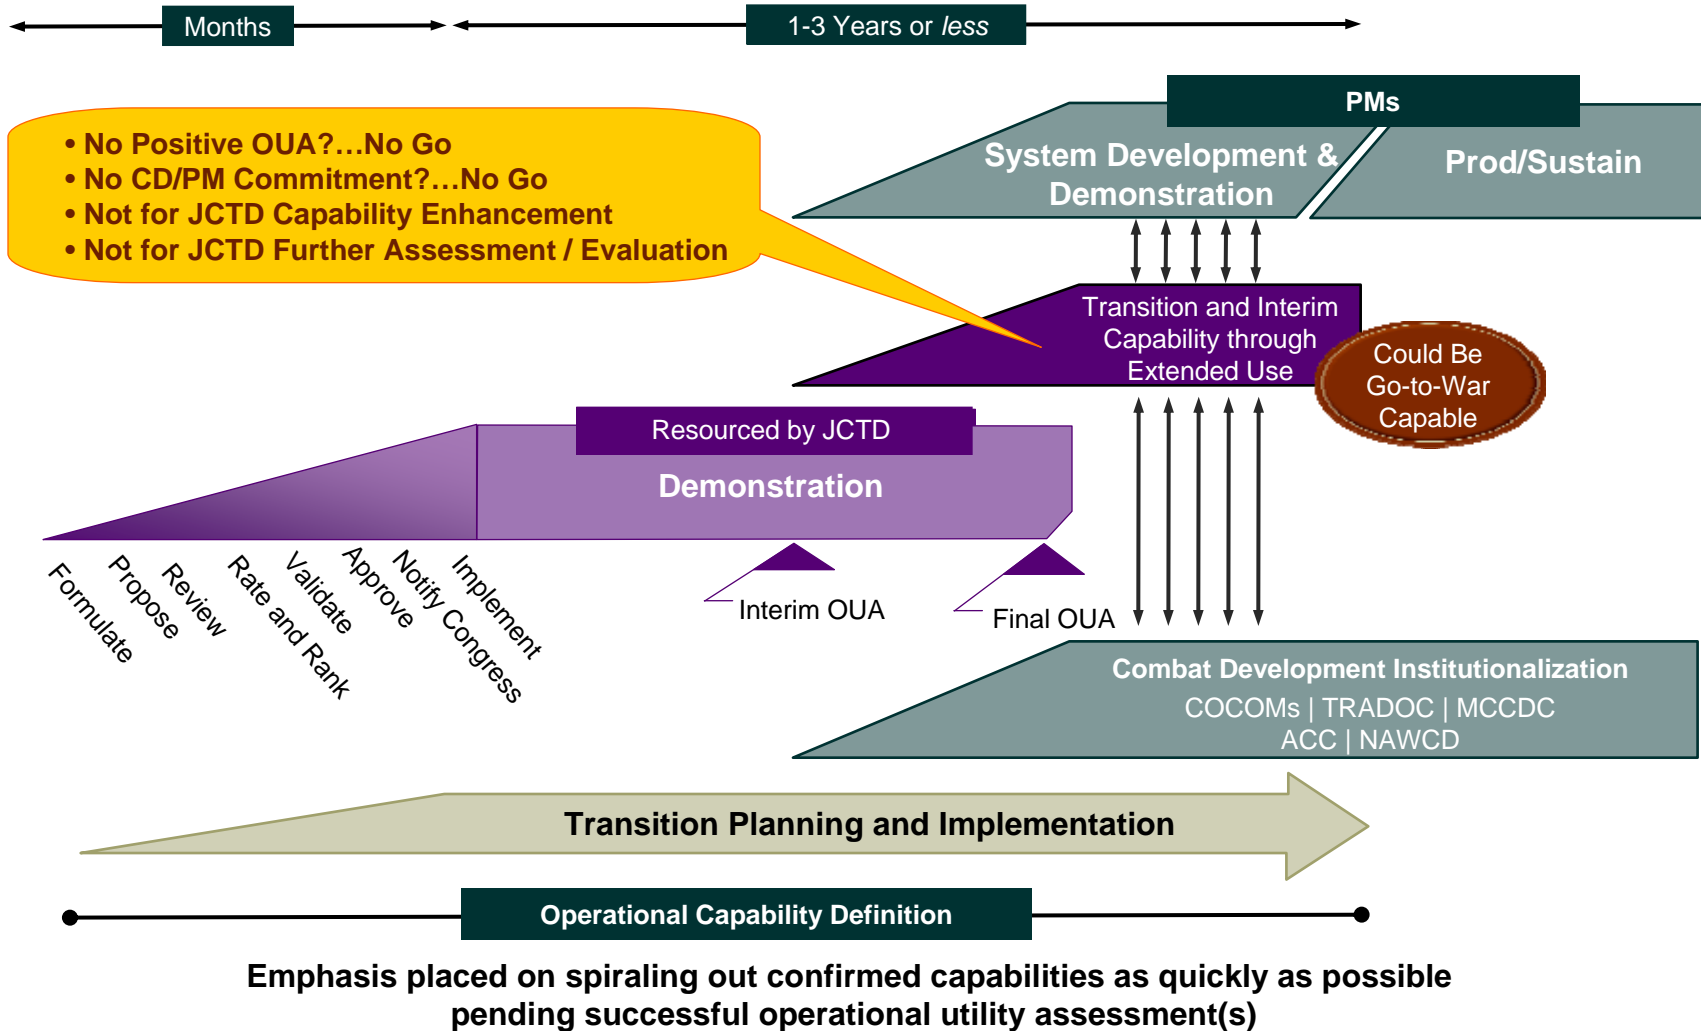 Months
1-3 Years or less
PMs
• No Positive OUA?...No Go
• No CD/PM Commitment?...No Go
• Not for JCTD Capability Enhancement
• Not for JCTD Further Assessment / Evaluation
System Development &
Demonstration
Prod/Sustain
Transition and Interim
Capability through
Extended Use
Could Be
Go-to-War
Capable
Resourced by JCTD
Demonstration
Formulate
Propose
Review
Rate and Rank
Validate
Approve
Notify Congress
Implement
Interim OUA
Final OUA
Combat Development Institutionalization
COCOMs | TRADOC | MCCDC
ACC | NAWCD
Transition Planning and Implementation
Operational Capability Definition
Emphasis placed on spiraling out confirmed capabilities as quickly as possible
pending successful operational utility assessment(s)